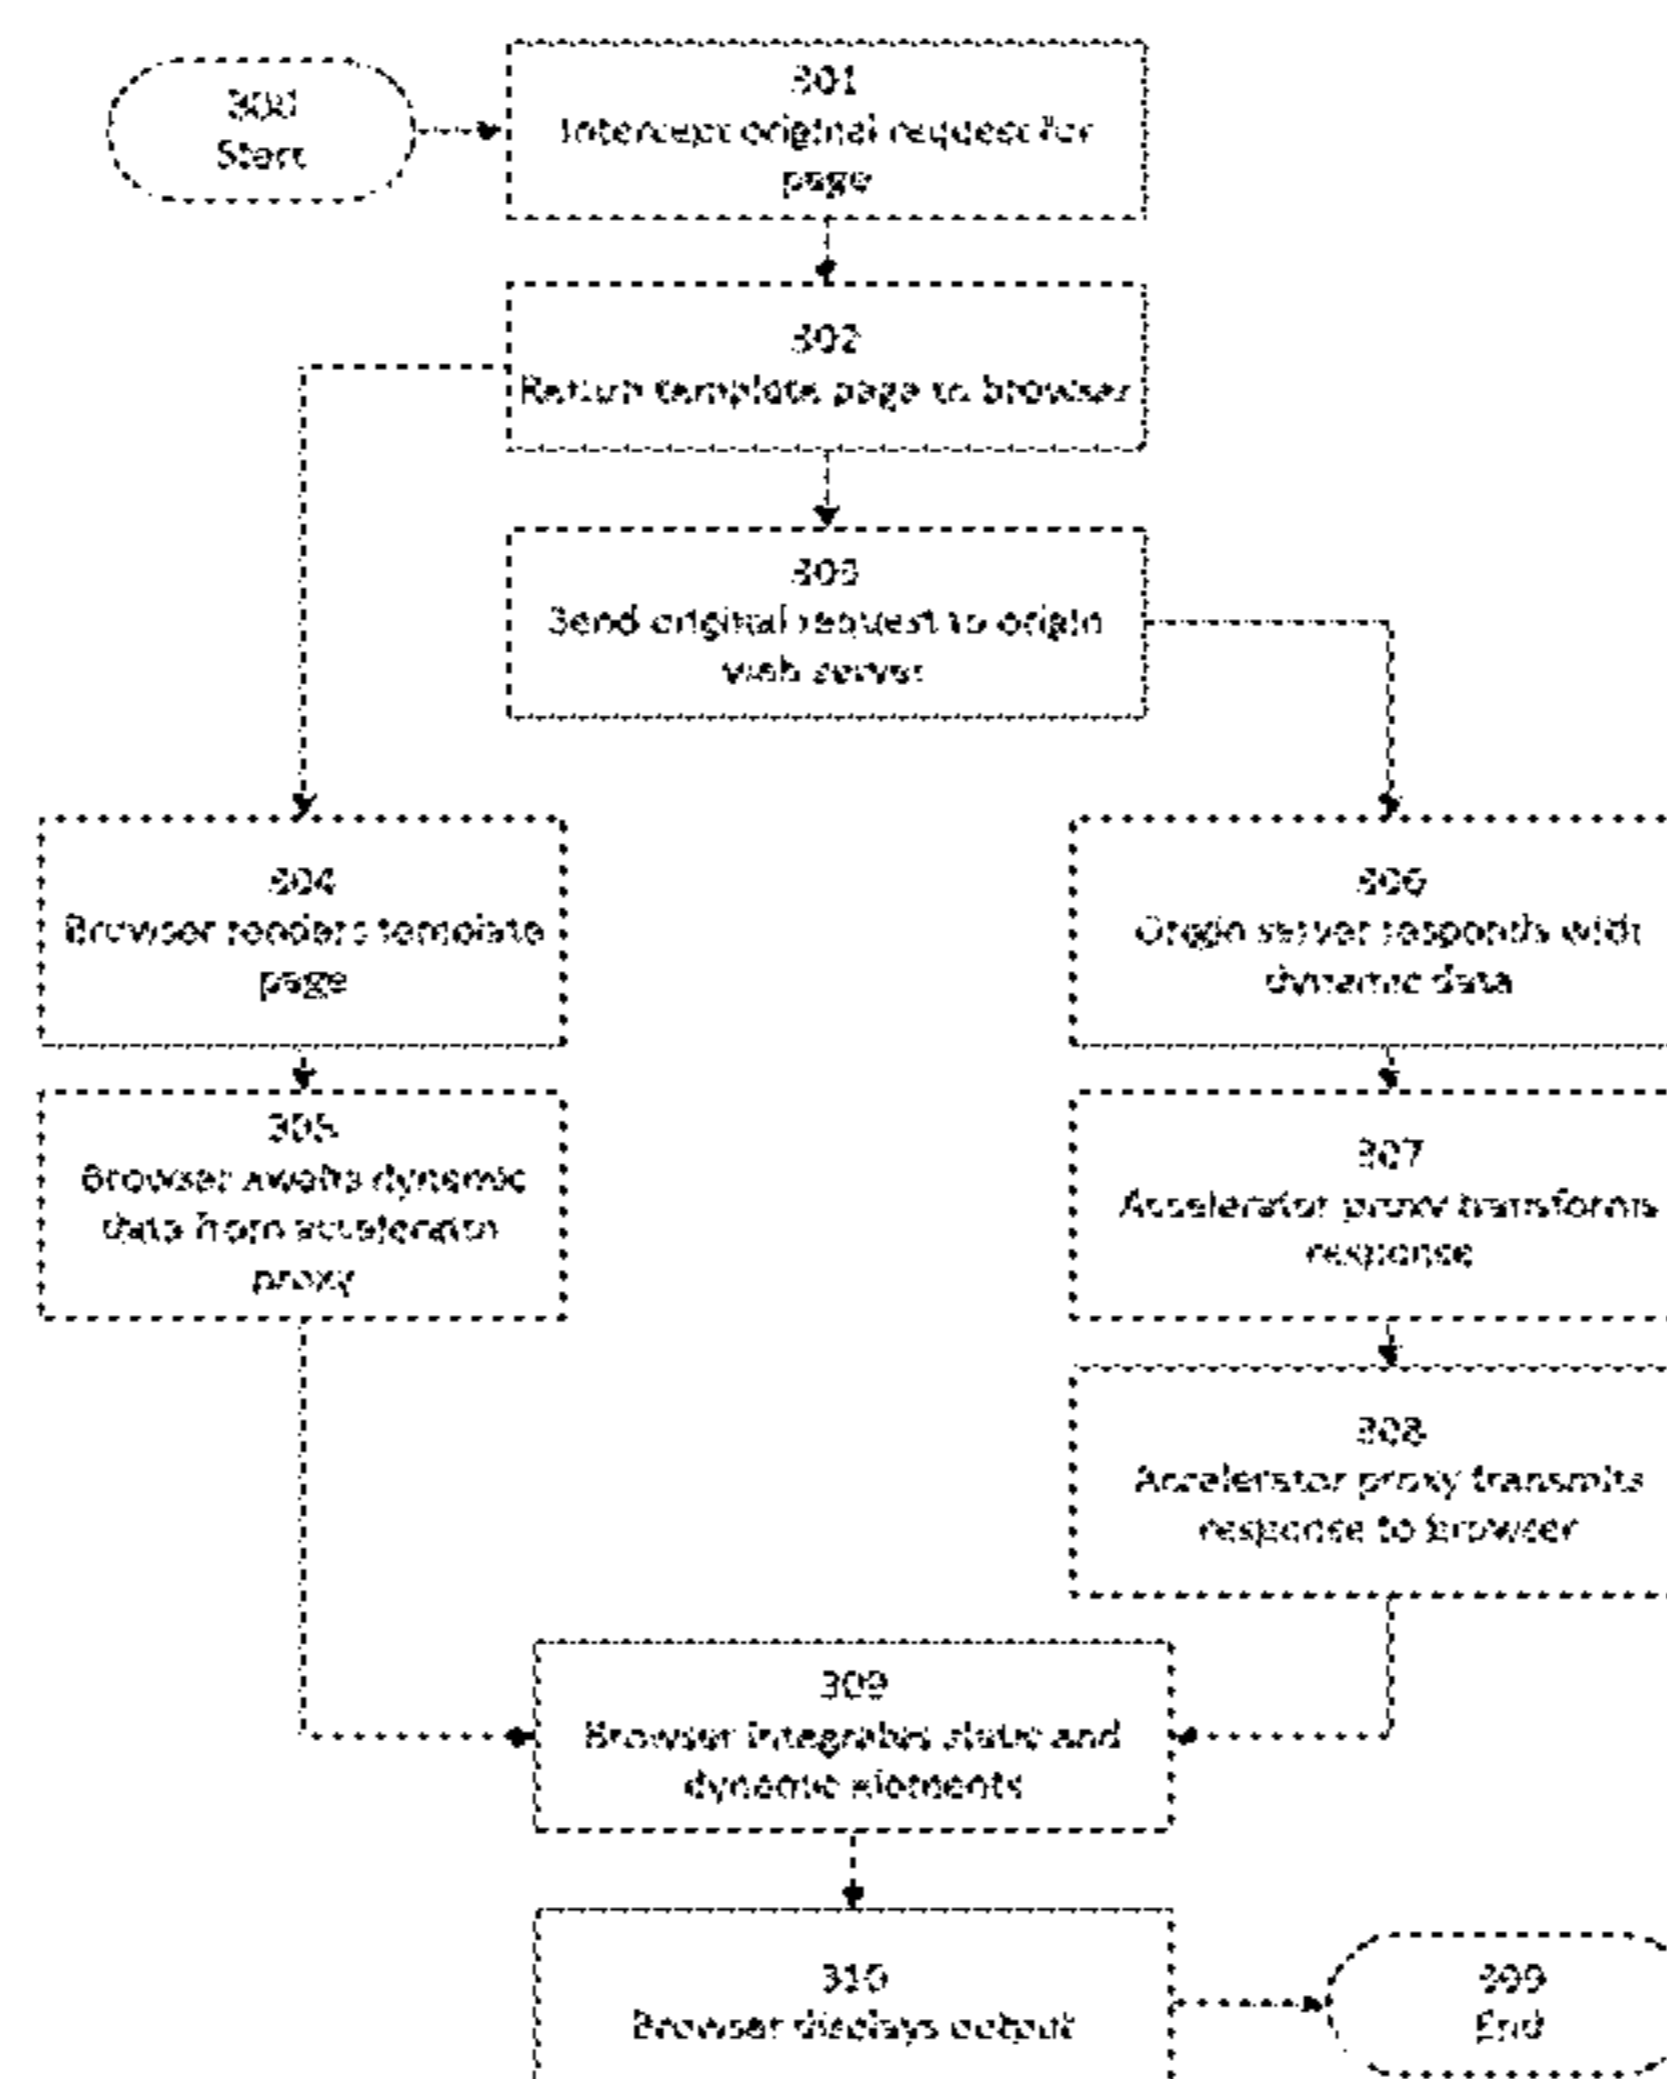 300
Start
301
Intercept original request for
page
302
Return template page to browser
303
Send original request to origin
web server
304
Browser renders template
page
305
Browser awaits dynamic
data from accelerator
proxy
306
Origin server responds with
dynamic data
307
Accelerator proxy transforms
response
308
Accelerator proxy transmits
response to browser
309
Browser integrates static and
dynamic elements
310
Browser displays output
399
End